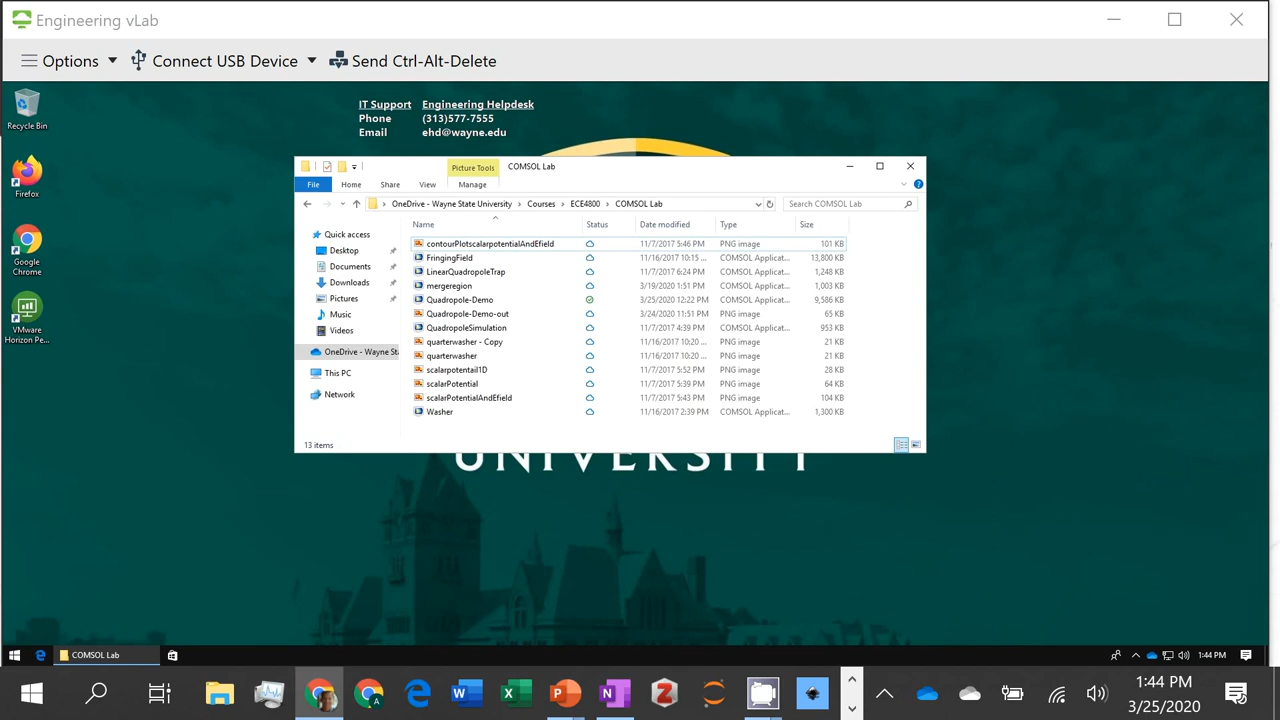 Engineering vLab
Options Connect USB Device Send Ctrl-Alt-Delete
Recycle Bin
Firefox
Google
Chrome
VMware
Horizon Pe...
IT Support Engineering Helpdesk
Phone (313)577-7555
Email ehd@wayne.edu
Picture Tools COMSOL Lab
File Home Share View Manage
OneDrive - Wayne State University > Courses > ECE4800 > COMSOL Lab Search COMSOL Lab
Quick access
Desktop
Documents
Downloads
Pictures
Music
Videos
OneDrive - Wayne Sta
This PC
Network
Name Status Date modified Type Size
contourPlotscalarpotentialAndEfield 11/7/2017 5:46 PM PNG image 101 KB
FringingField 11/16/2017 10:15 ... COMSOL Applicat... 13,800 KB
LinearQuadropoleTrap 11/7/2017 6:24 PM COMSOL Applicat... 1,248 KB
mergeregion 3/19/2020 1:51 PM COMSOL Applicat... 1,003 KB
Quadropole-Demo 3/25/2020 12:22 PM COMSOL Applicat... 9,586 KB
Quadropole-Demo-out 3/24/2020 11:51 PM PNG image 65 KB
QuadropoleSimulation 11/7/2017 4:39 PM COMSOL Applicat... 953 KB
quarterwasher - Copy 11/16/2017 10:20 ... PNG image 21 KB
quarterwasher 11/16/2017 10:20 ... PNG image 21 KB
scalarpotentail1D 11/7/2017 5:52 PM PNG image 28 KB
scalarPotential 11/7/2017 5:39 PM PNG image 64 KB
scalarPotentialAndEfield 11/7/2017 5:43 PM PNG image 104 KB
Washer 11/16/2017 2:39 PM COMSOL Applicat... 1,300 KB
13 items
UNIVERSITY
COMSOL Lab
1:44 PM
1:44 PM
3/25/2020